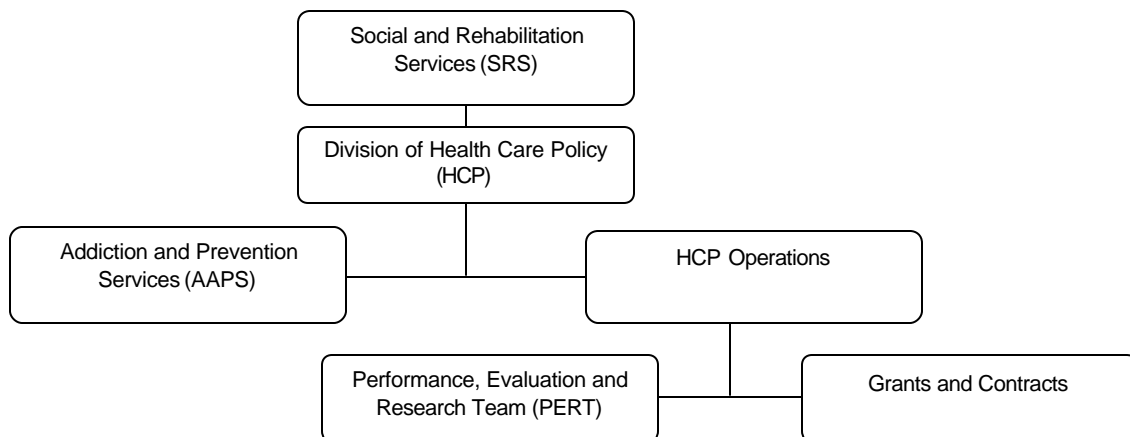 Social and Rehabilitation
Services (SRS)
Division of Health Care Policy
(HCP)
Addiction and Prevention
Services (AAPS)
HCP Operations
Performance, Evaluation and
Research Team (PERT)
Grants and Contracts